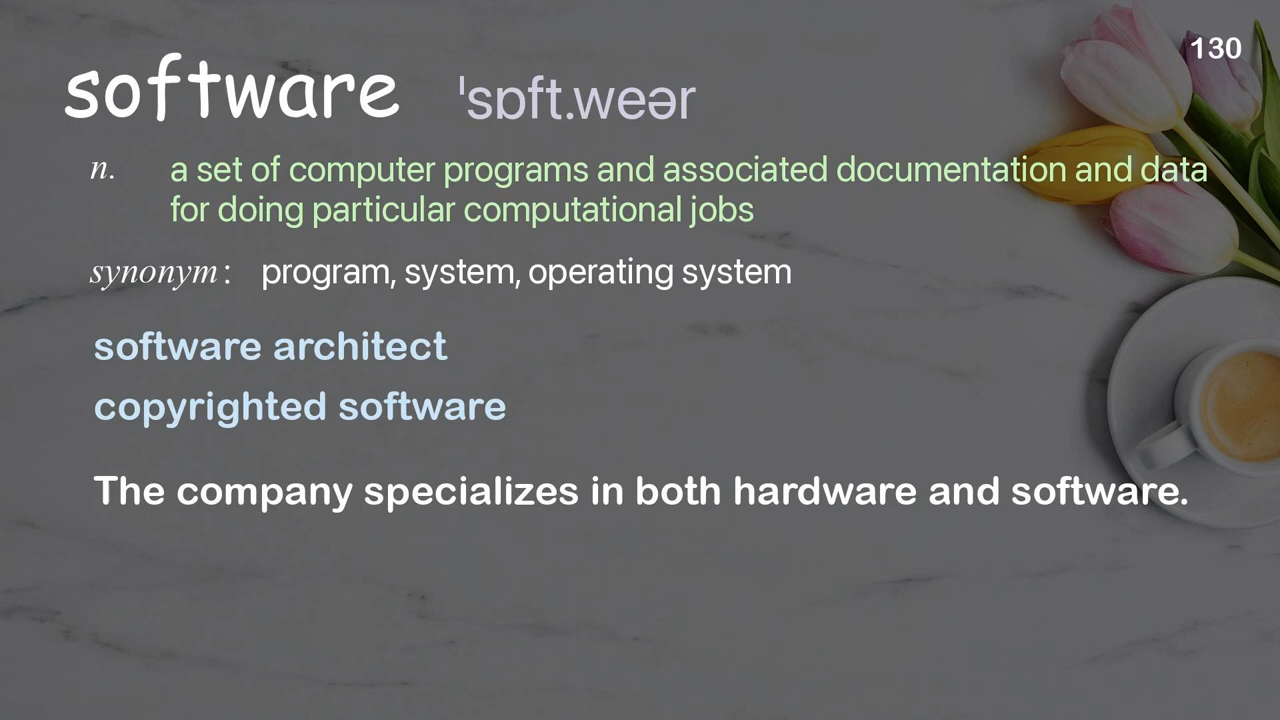 130
software ˈsɒft.weər
n. a set of computer programs and associated documentation and data
for doing particular computational jobs
synonym: program, system, operating system
software architect
copyrighted software
The company specializes in both hardware and software.